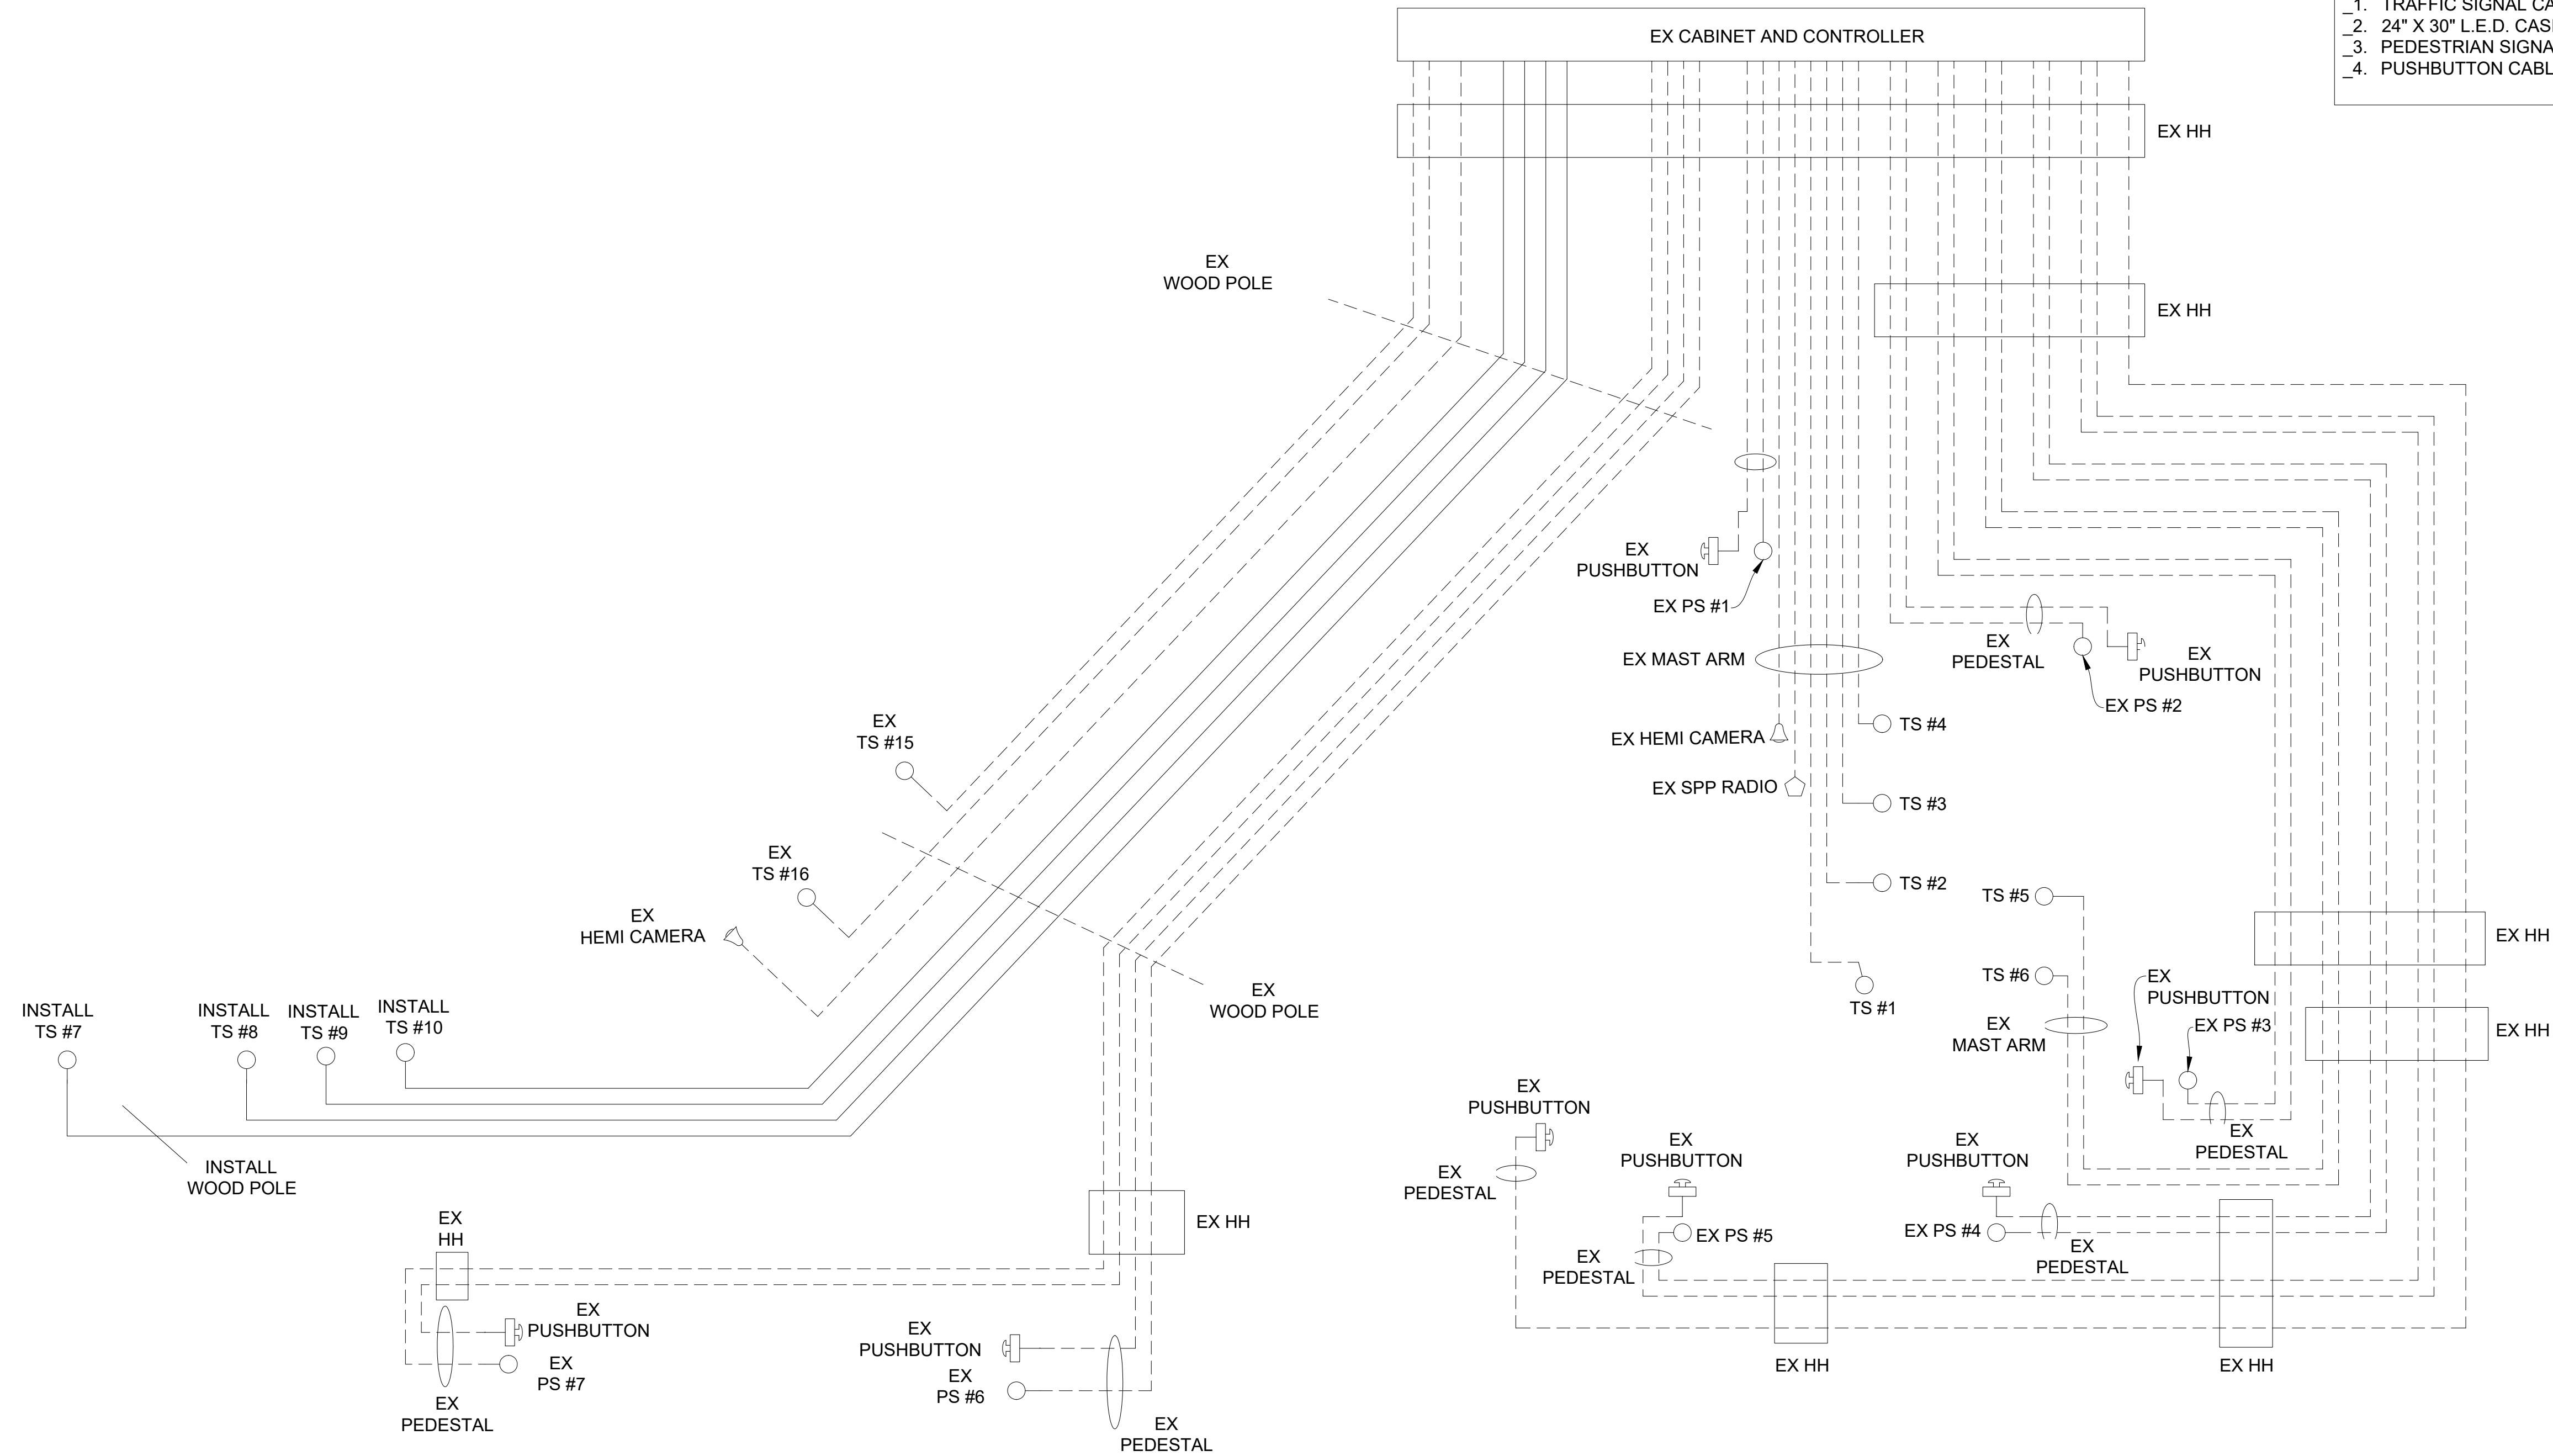 _1. TRAFFIC SIGNAL CA
_2. 24" X 30" L.E.D. CAS
_3. PEDESTRIAN SIGNA
_4. PUSHBUTTON CABL
EX CABINET AND CONTROLLER
EX HH
EX
WOOD POLE
EX HH
EX
PUSHBUTTON
EX PS #1
EX MAST ARM
EX
PEDESTAL
EX
PUSHBUTTON
EX PS #2
EX
TS #15
EX HEMI CAMERA
TS #4
EX SPP RADIO
TS #3
EX
TS #16
TS #2
TS #5
EX
HEMI CAMERA
EX HH
TS #6
EX
PUSHBUTTON
EX
WOOD POLE
TS #1
INSTALL
TS #7
INSTALL
TS #8
INSTALL
TS #9
INSTALL
TS #10
EX
MAST ARM
EX PS #3
EX HH
EX
PUSHBUTTON
EX
PEDESTAL
EX
PUSHBUTTON
EX
PUSHBUTTON
EX
PEDESTAL
INSTALL
WOOD POLE
EX
HH
EX HH
EX PS #5
EX PS #4
EX
PEDESTAL
EX
PEDESTAL
EX
PUSHBUTTON
EX
PS #7
EX
PUSHBUTTON
EX
PS #6
EX HH
EX HH
EX
PEDESTAL
EX
PEDESTAL